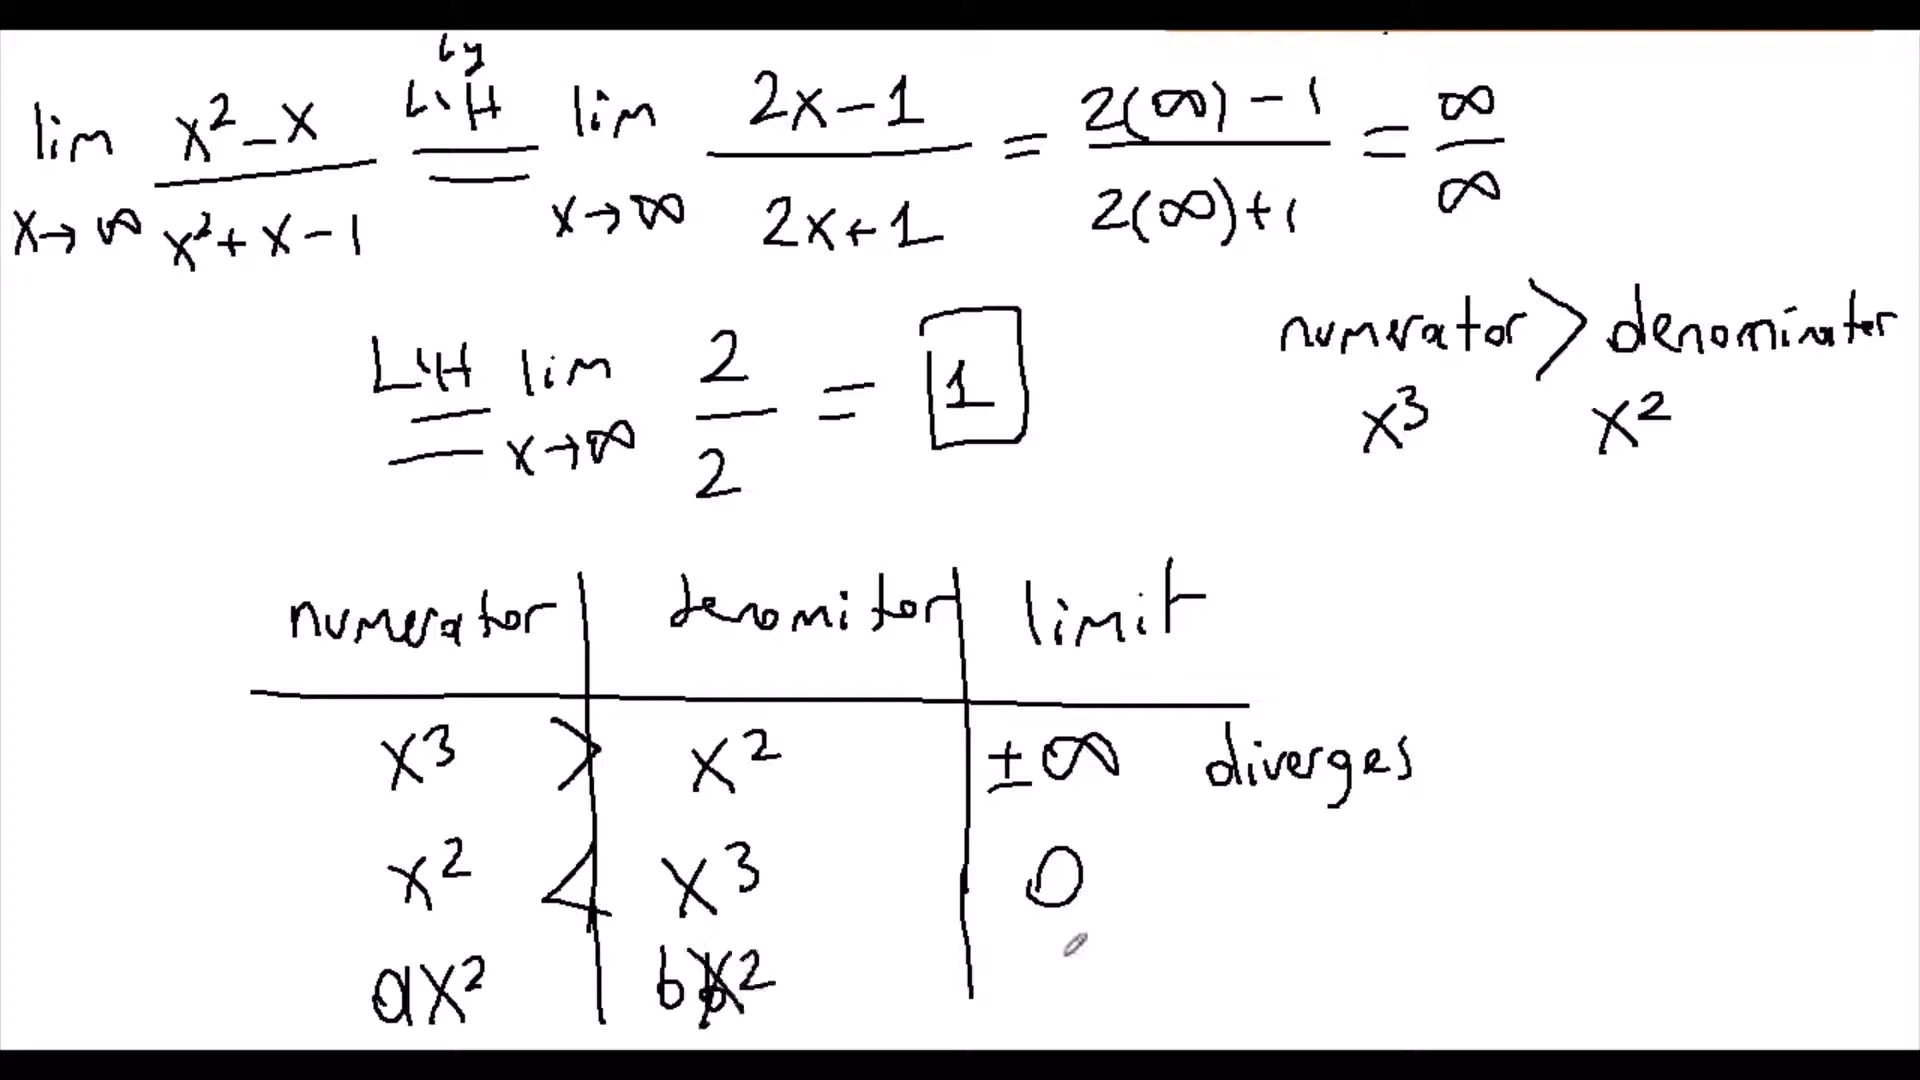 lim x→∞ (x² - x)/(x² + x - 1) = by L'H lim x→∞ (2x - 1)/(2x + 1) = (2(∞) - 1)/(2(∞) + 1) = ∞/∞
L'H = lim x→∞ 2/2 = 1
numerator > denominator
x³ x²
numerator denomitor limit
x³ > x² ±∞ diverges
x² < x³ 0
ax² bx²